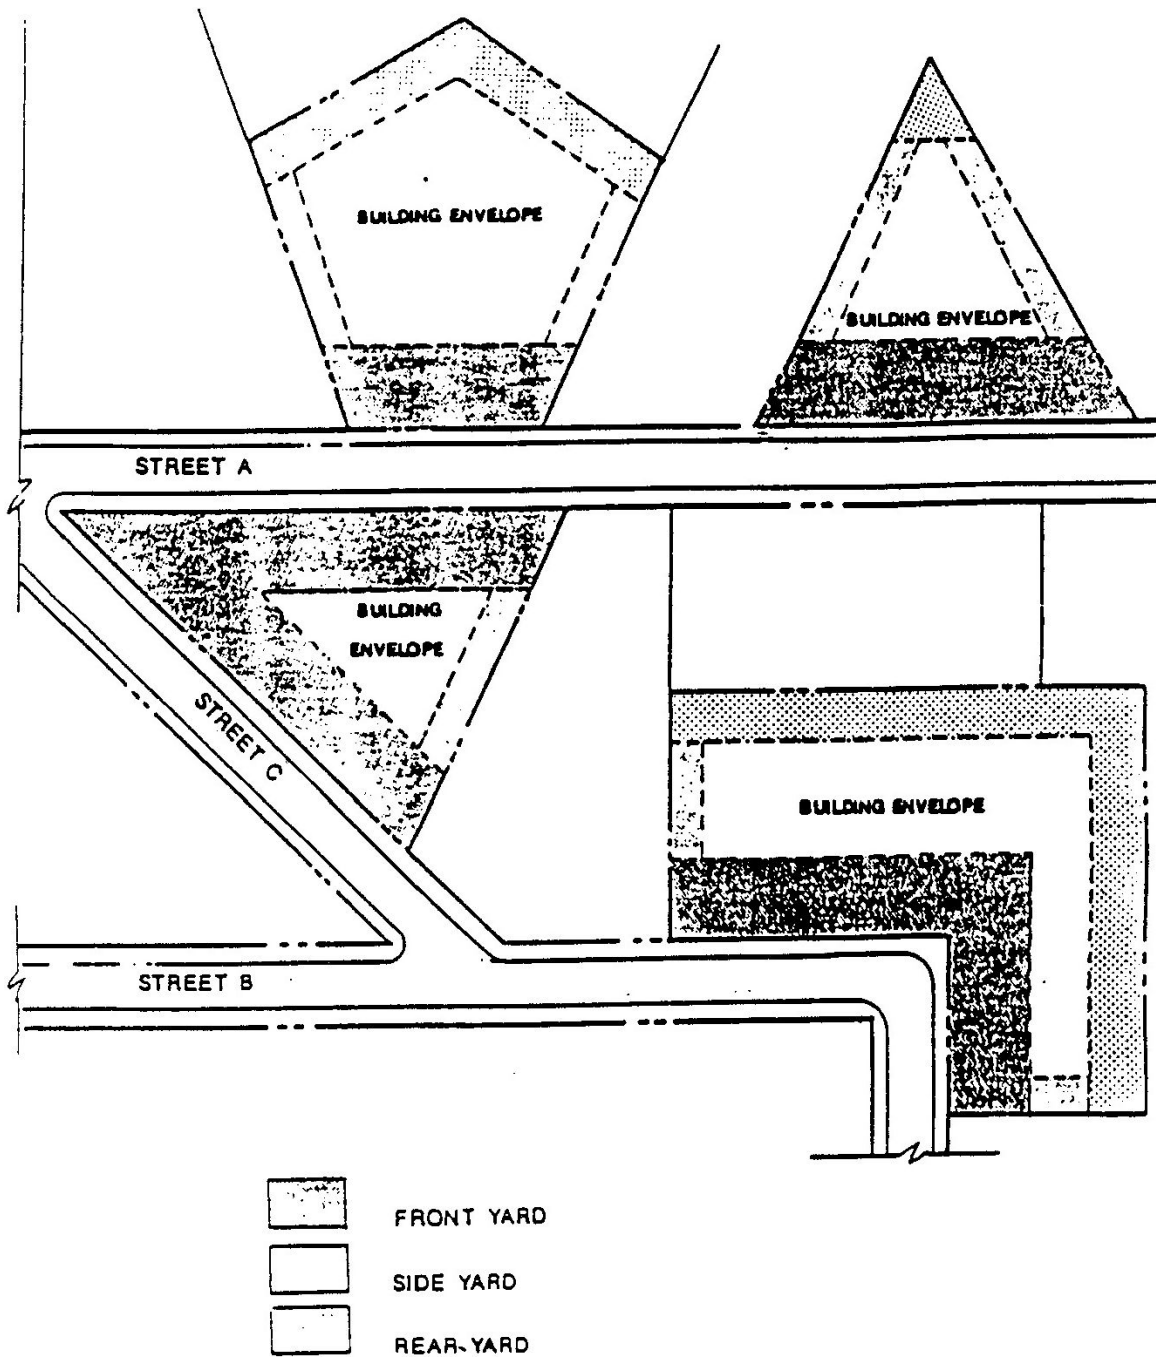 BUILDING ENVELOPE
BUILDING ENVELOPE
STREET A
BUILDING
ENVELOPE
STREET C
BUILDING ENVELOPE
STREET B
FRONT YARD
SIDE YARD
REAR-YARD